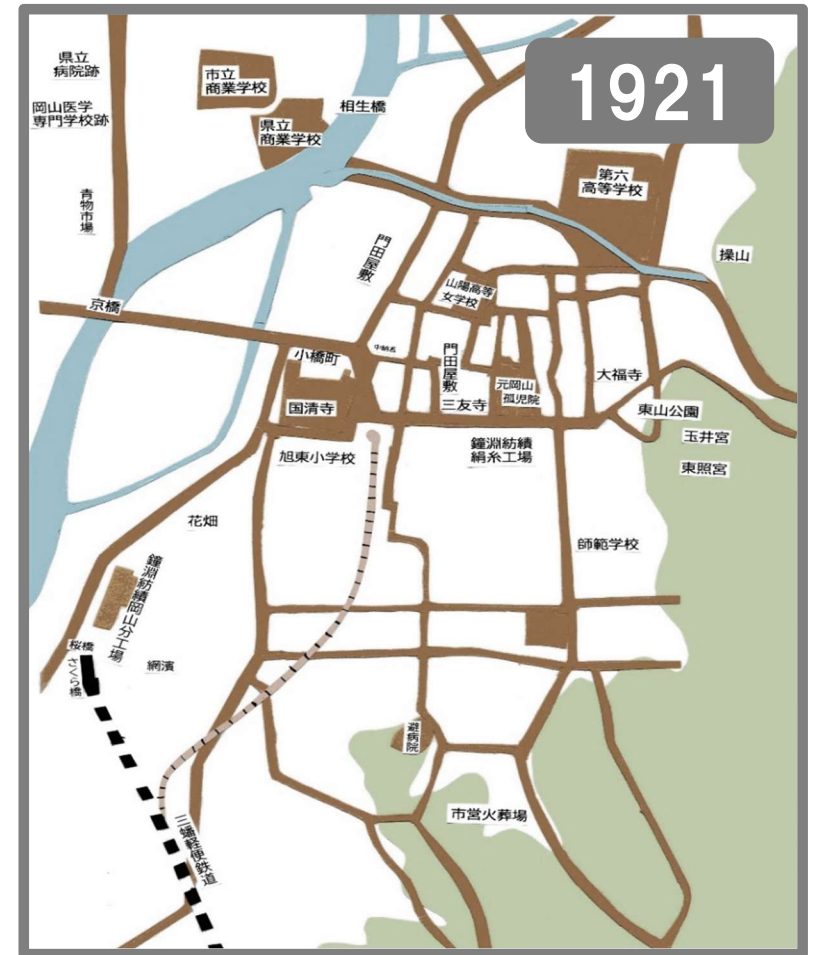 1921
県立
病院跡
市立
商業学校
岡山医学
専門学校跡
相生橋
県立
商業学校
第六
高等学校
青物市場
門田屋敷
操山
山陽高等
女学校
京橋
小橋町
門田屋敷
大福寺
元岡山
孤児院
国清寺
三友寺
東山公園
玉井宮
旭東小学校
鐘淵紡績
絹糸工場
東照宮
花畑
師範学校
鐘淵紡績岡山分工場
桜橋
さくら橋
網濱
避病院
市営火葬場
三蟠軽便鉄道